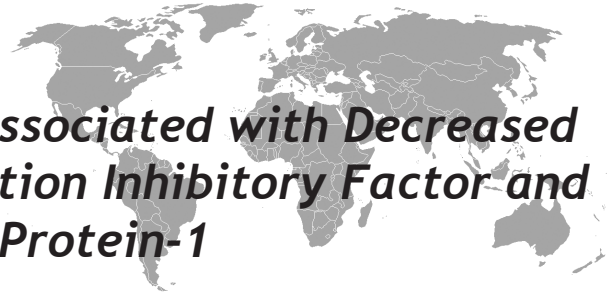 ssociated with Decreased
tion Inhibitory Factor and
Protein-1